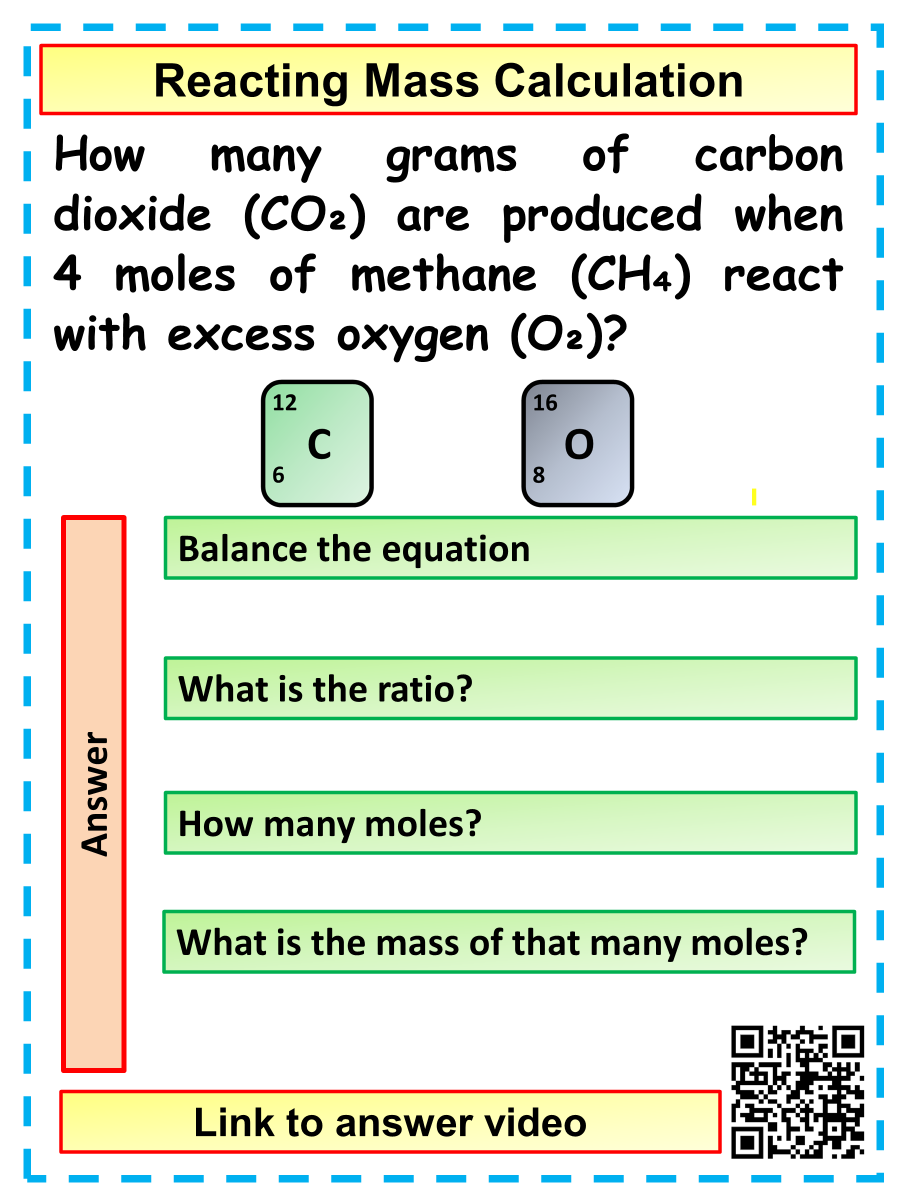 Reacting Mass Calculation
How many grams of carbon
dioxide (CO₂) are produced when
4 moles of methane (CH₄) react
with excess oxygen (O₂)?
12
C
6
16
O
8
Answer
Balance the equation
What is the ratio?
How many moles?
What is the mass of that many moles?
Link to answer video